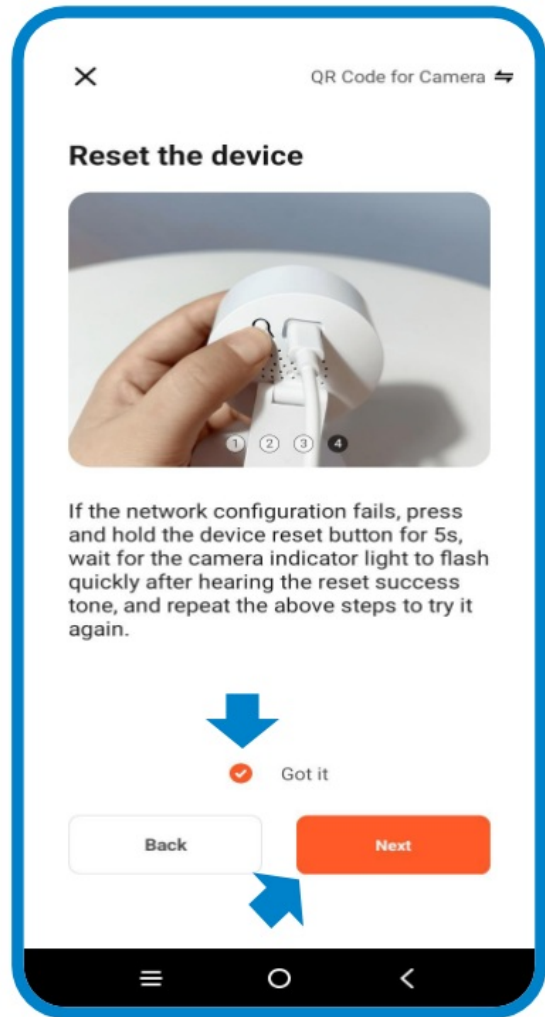 QR Code for Camera
Reset the device
1 2 3 4
If the network configuration fails, press
and hold the device reset button for 5s,
wait for the camera indicator light to flash
quickly after hearing the reset success
tone, and repeat the above steps to try it
again.
Got it
Back Next